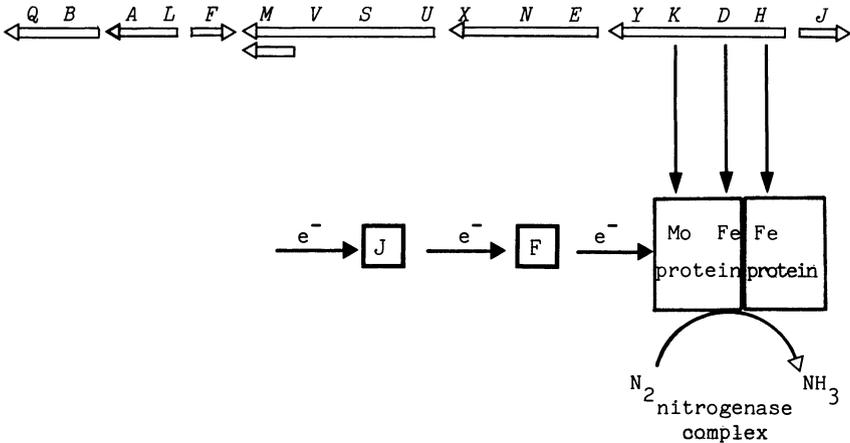 Q B A L F M V S U X N E Y K D H J
e⁻ J e⁻ F e⁻
Mo Fe Fe
protein protein
N₂ NH₃
nitrogenase
complex